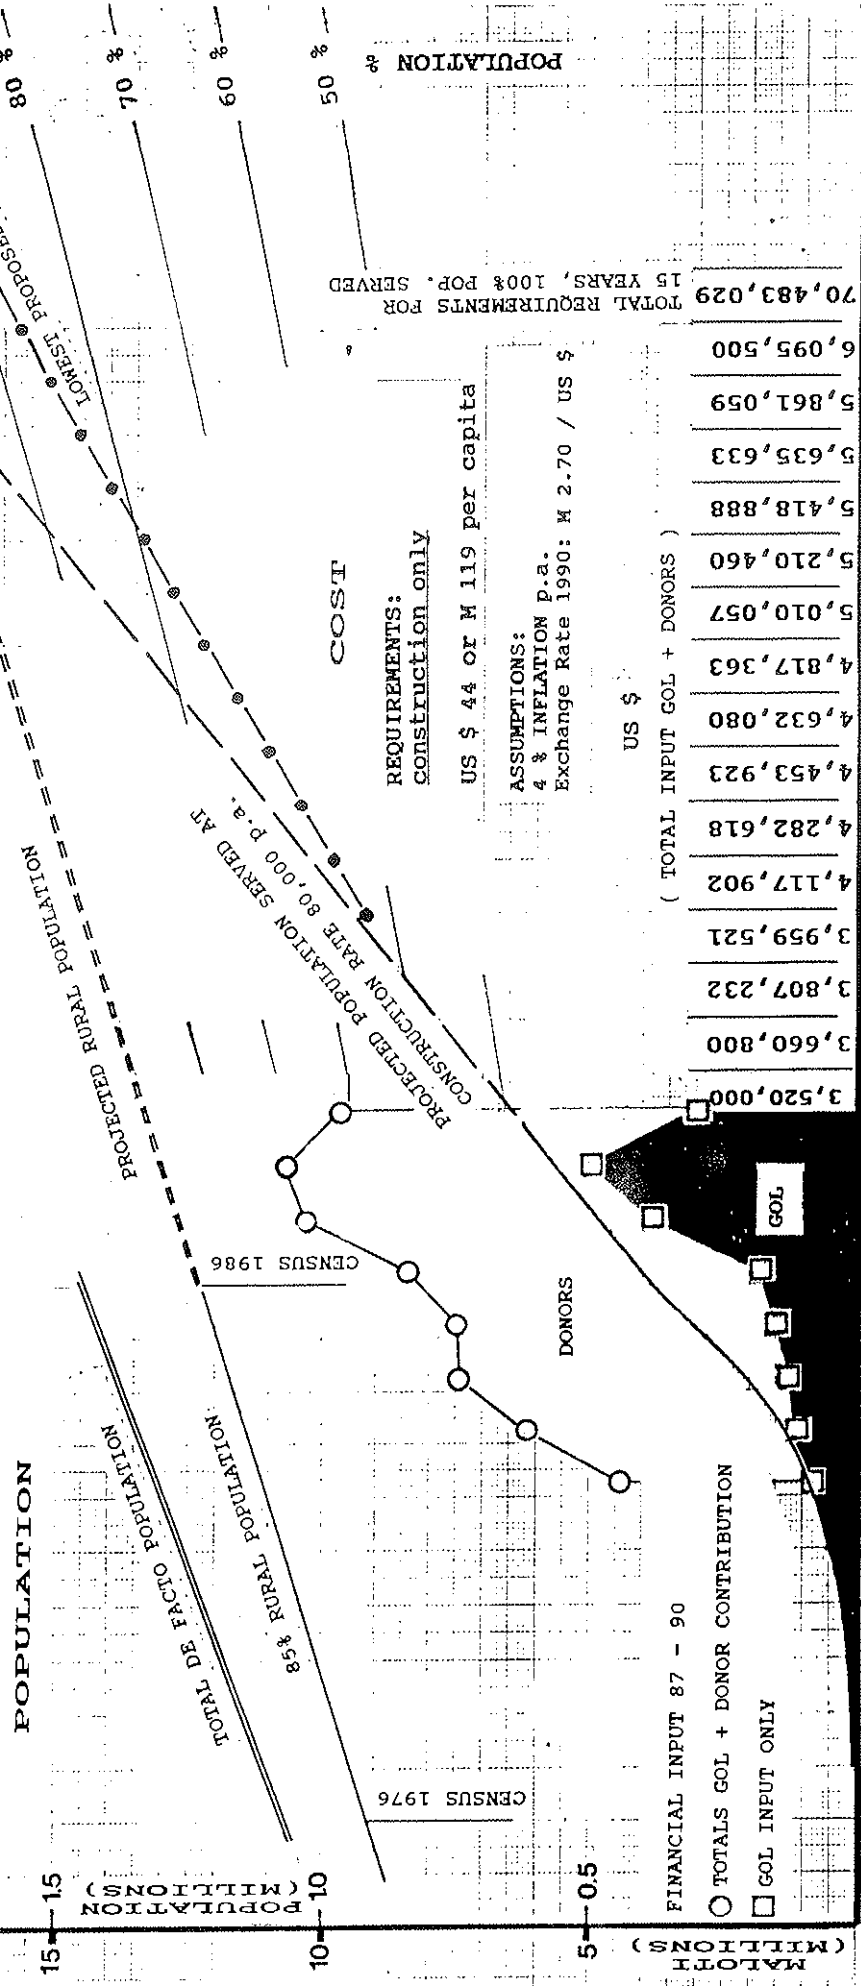 POPULATION
80 %
70 %
60 %
50 %
POPULATION %
15
1.5
10
1.0
5
0.5
POPULATION
(MILLIONS)
MALOTI
(MILLIONS)
TOTAL DE FACTO POPULATION
85% RURAL POPULATION
PROJECTED RURAL POPULATION
CENSUS 1976
CENSUS 1986
LOWEST PROPOSED
PROJECTED POPULATION SERVED AT
CONSTRUCTION RATE 80,000 p.a.
DONORS
GOL
FINANCIAL INPUT 87 - 90
TOTALS GOL + DONOR CONTRIBUTION
GOL INPUT ONLY
COST
REQUIREMENTS:
construction only
US $ 44 or M 119 per capita
ASSUMPTIONS:
4 % INFLATION p.a.
Exchange Rate 1990: M 2.70 / US $
US $
( TOTAL INPUT GOL + DONORS )
3,520,000
3,660,800
3,807,232
3,959,521
4,117,902
4,282,618
4,453,923
4,632,080
4,817,363
5,010,057
5,210,460
5,418,888
5,635,633
5,861,059
6,095,500
70,483,029
TOTAL REQUIREMENTS FOR
15 YEARS, 100% POP. SERVED